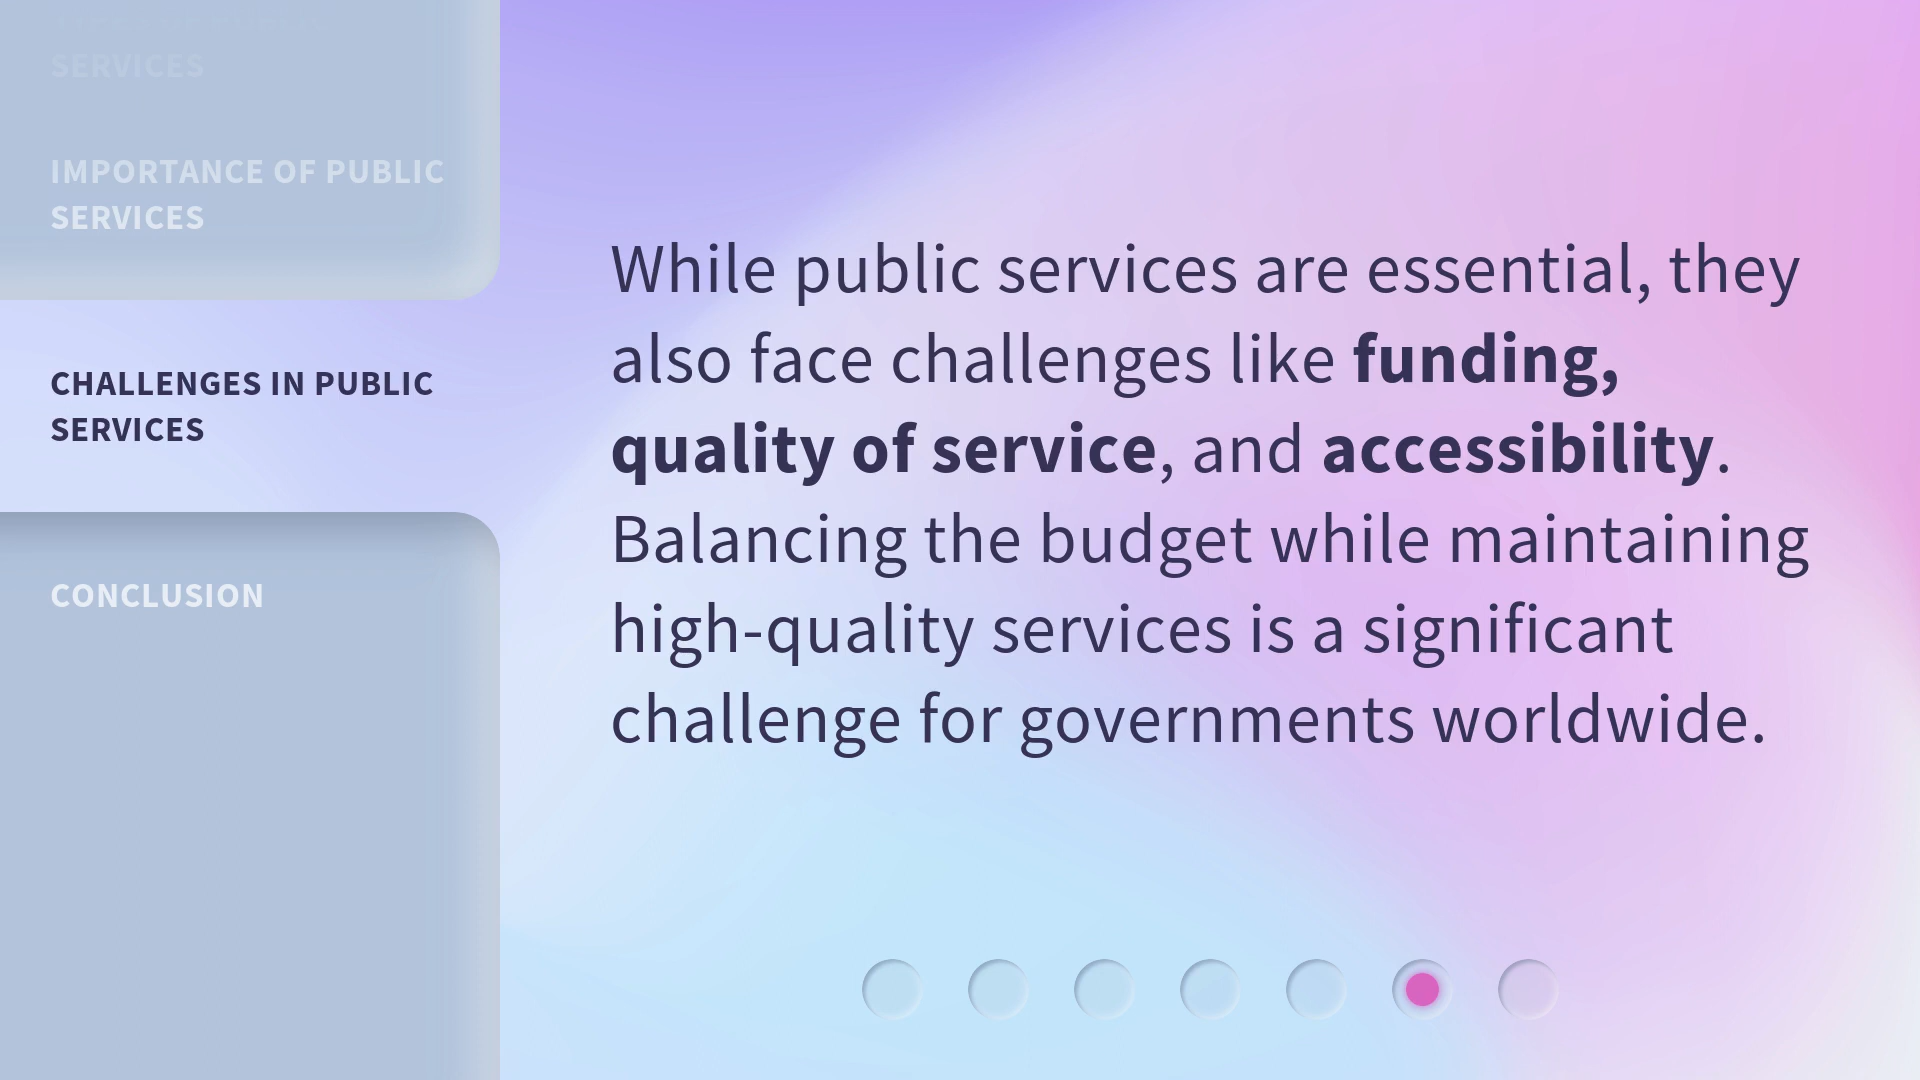 SERVICES
IMPORTANCE OF PUBLIC
SERVICES
CHALLENGES IN PUBLIC
SERVICES
CONCLUSION
While public services are essential, they
also face challenges like funding,
quality of service, and accessibility.
Balancing the budget while maintaining
high-quality services is a significant
challenge for governments worldwide.